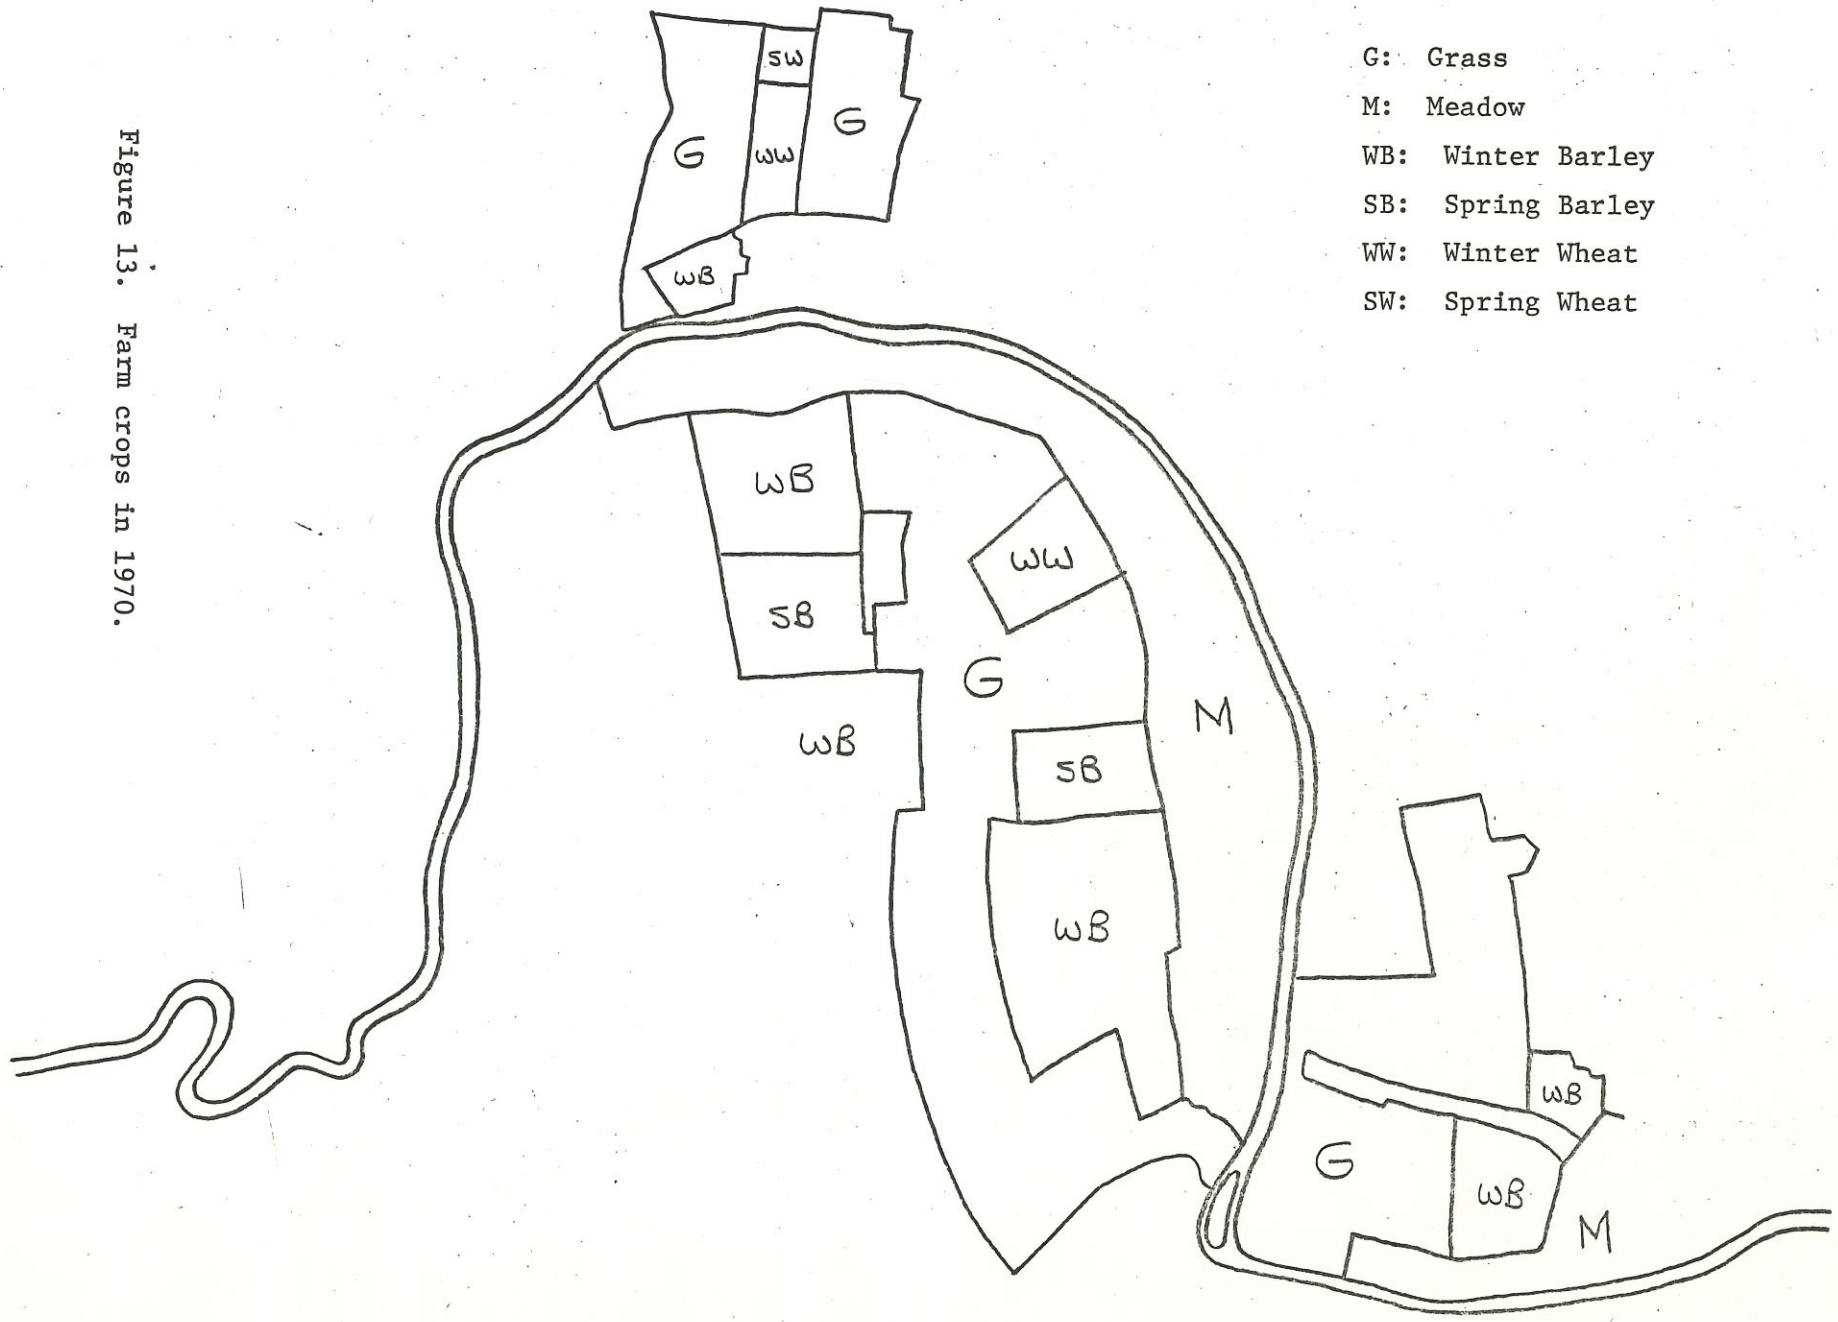 Figure 13. Farm crops in 1970.
G: Grass
M: Meadow
WB: Winter Barley
SB: Spring Barley
WW: Winter Wheat
SW: Spring Wheat
SW
G
G
WW
WB
WB
WW
SB
G
M
WB
SB
WB
WB
G
WB
M